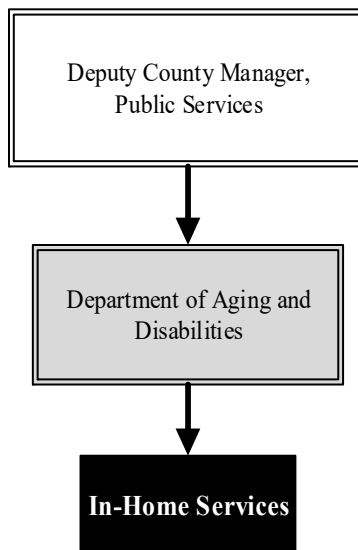 Deputy County Manager,
Public Services
Department of Aging and
Disabilities
In-Home Services